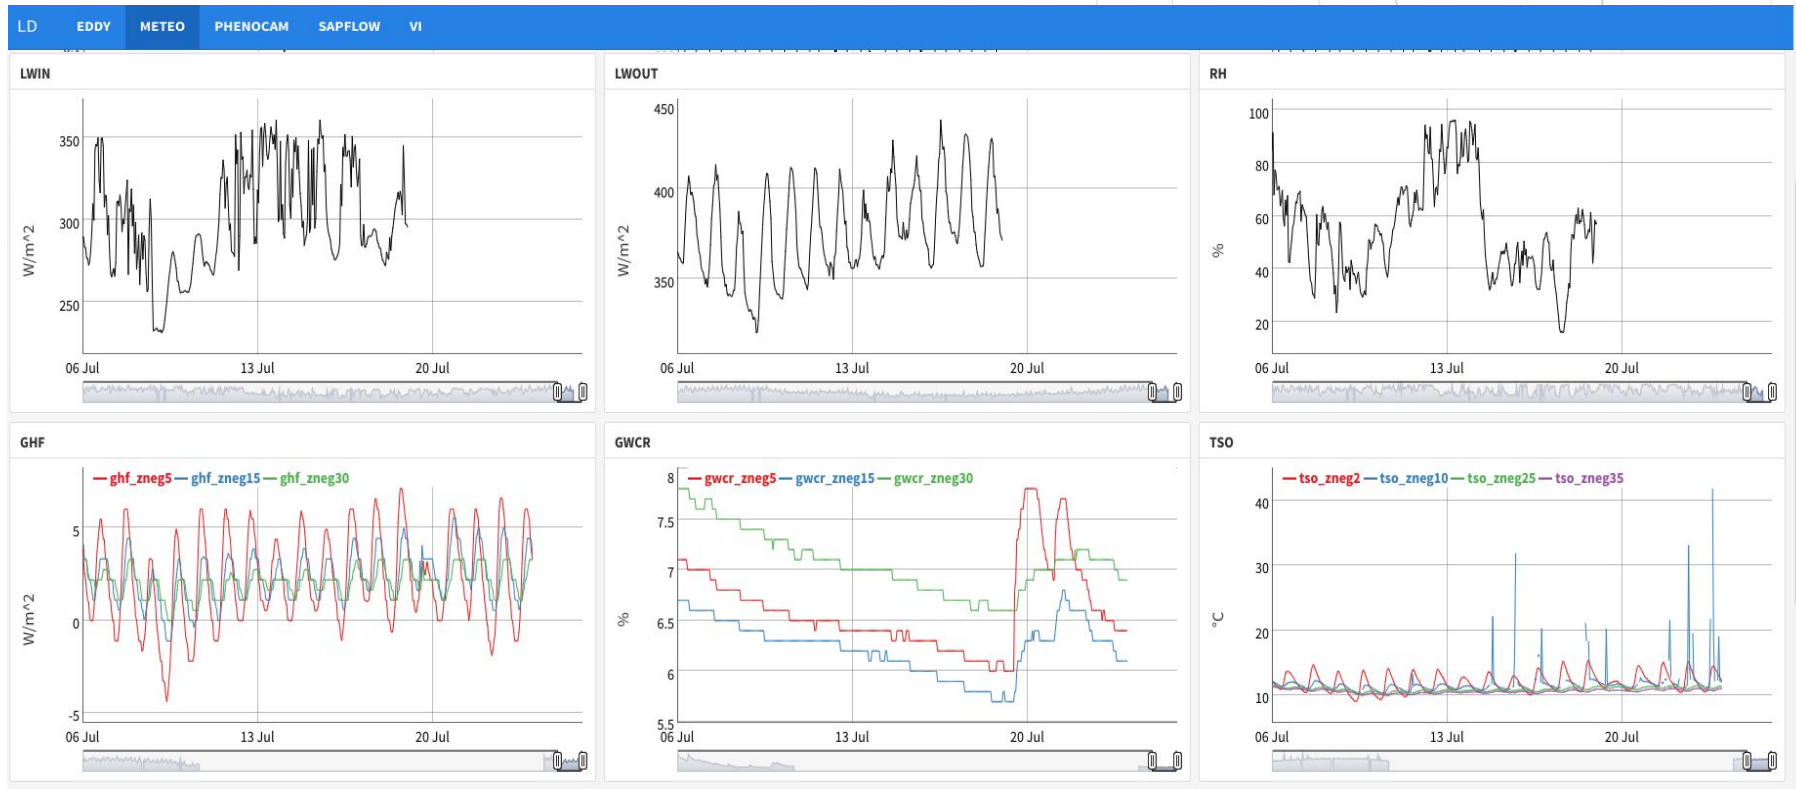 LD EDDY METEO PHENOCAM SAPFLOW VI
LWIN
350
300
250
W/m^2
06 Jul 13 Jul 20 Jul
LWOUT
450
400
350
W/m^2
06 Jul 13 Jul 20 Jul
RH
100
80
60
40
20
%
06 Jul 13 Jul 20 Jul
GHF
ghf_zneg5 ghf_zneg15 ghf_zneg30
5
0
-5
W/m^2
06 Jul 13 Jul 20 Jul
GWCR
gwcr_zneg5 gwcr_zneg15 gwcr_zneg30
8
7.5
7
6.5
6
5.5
%
06 Jul 13 Jul 20 Jul
TSO
tso_zneg2 tso_zneg10 tso_zneg25 tso_zneg35
40
30
20
10
°C
06 Jul 13 Jul 20 Jul